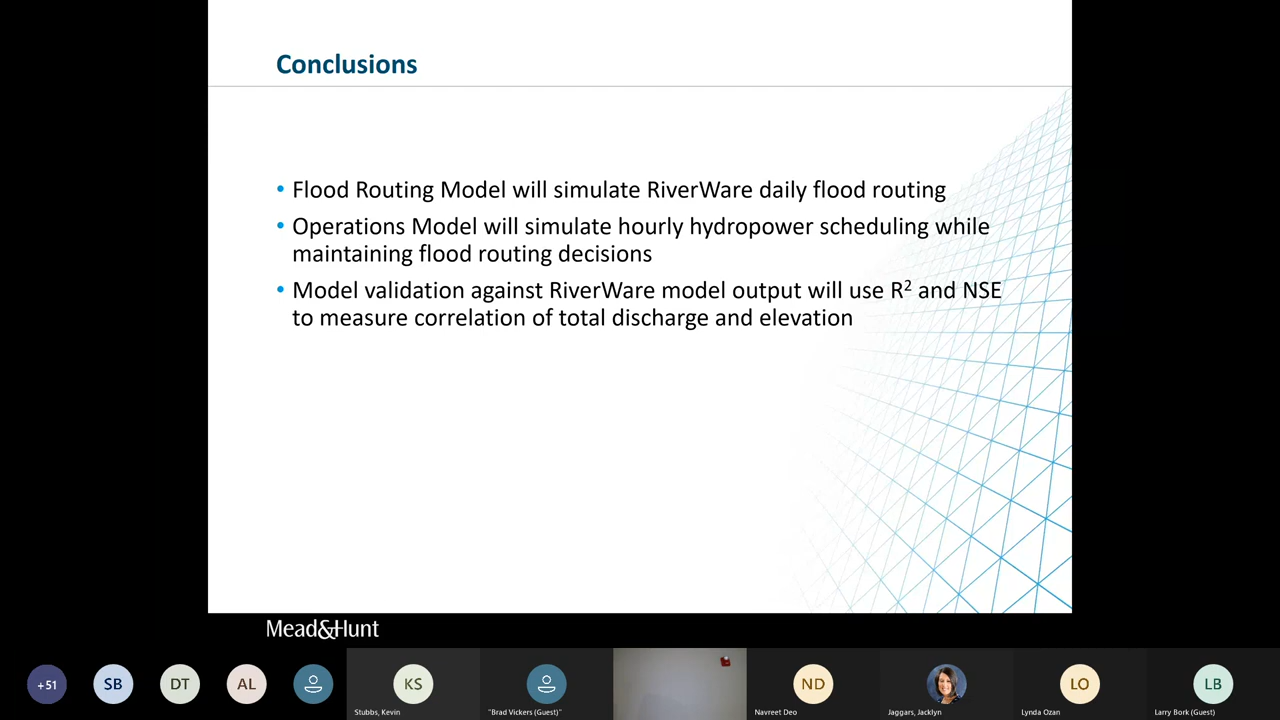 Conclusions
• Flood Routing Model will simulate RiverWare daily flood routing
• Operations Model will simulate hourly hydropower scheduling while
maintaining flood routing decisions
• Model validation against RiverWare model output will use R² and NSE
to measure correlation of total discharge and elevation
Mead&Hunt
+51 SB DT AL KS ND LO LB
Stubbs, Kevin "Brad Vickers (Guest)" Navreet Deo Jaggars, Jacklyn Lynda Ozan Larry Bork (Guest)